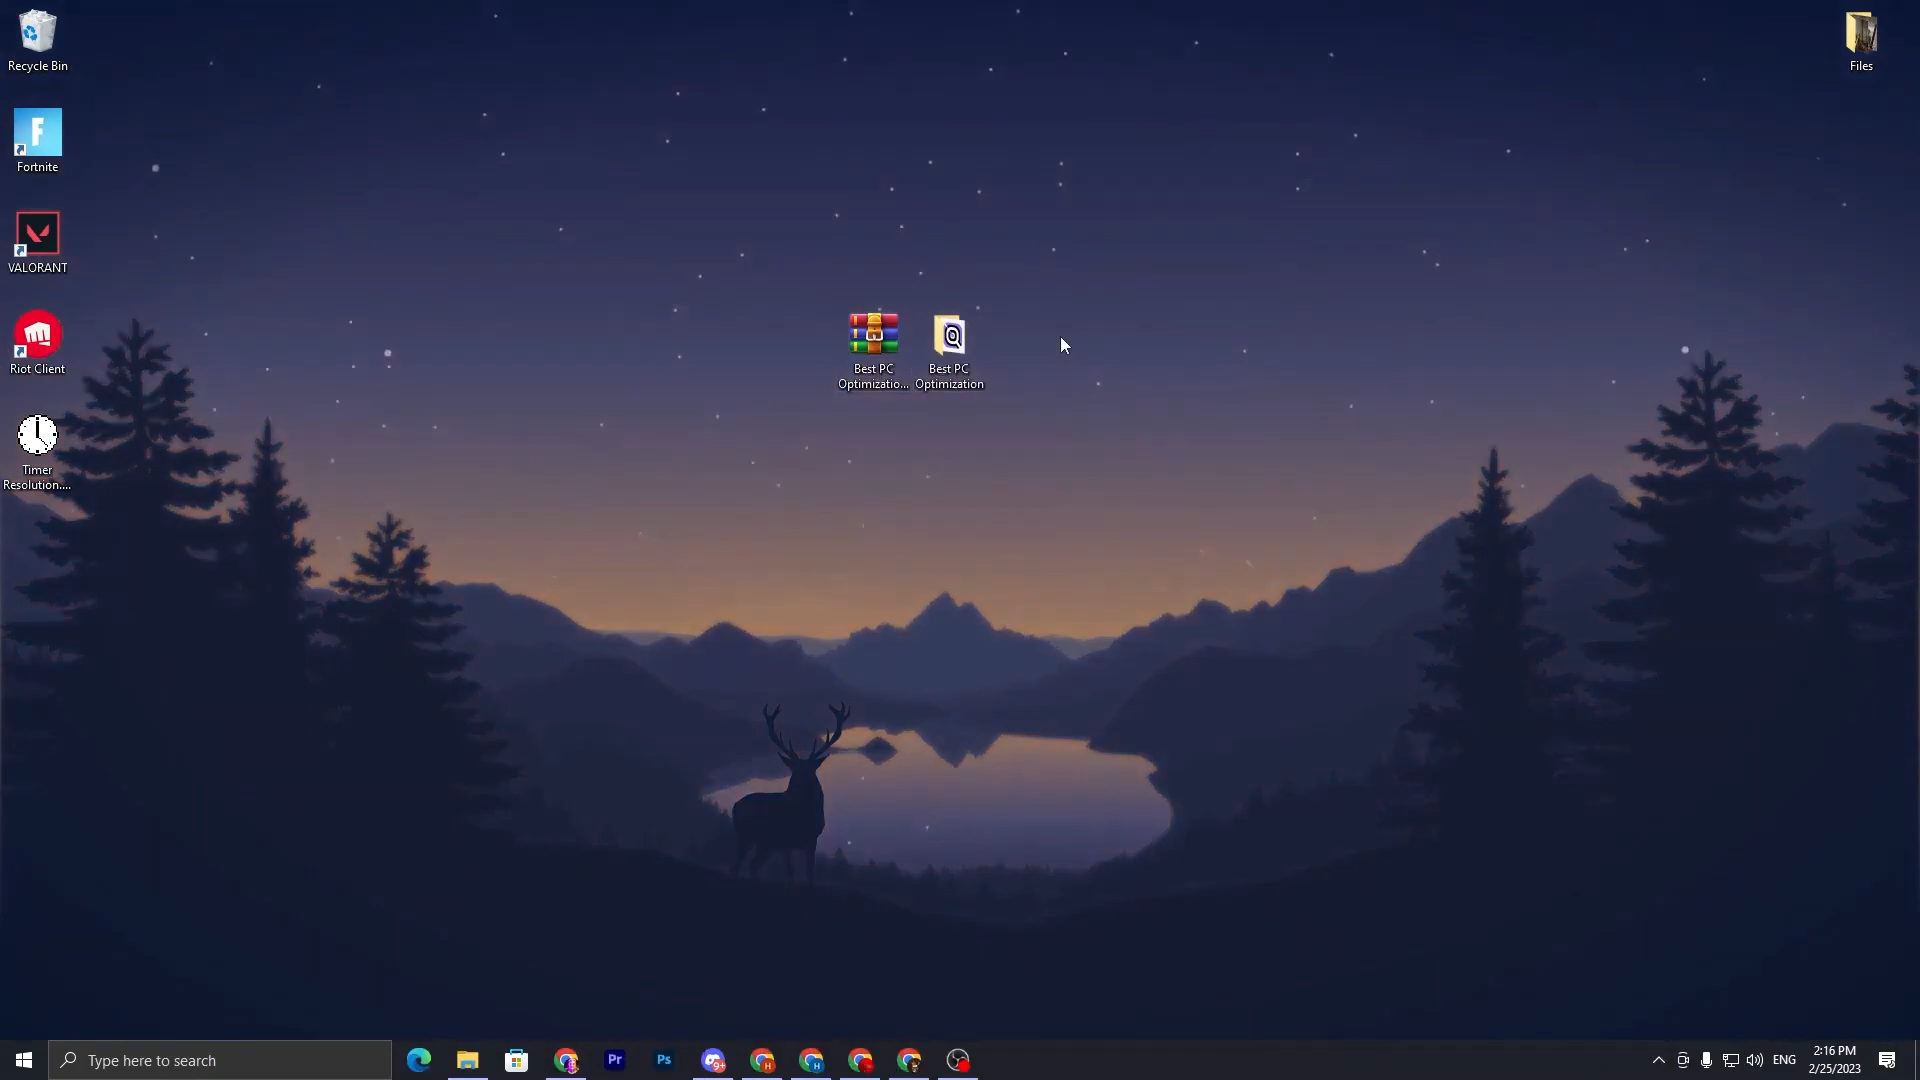 Recycle Bin
Files
F
Fortnite
VALORANT
Riot Client
Best PC
Optimizatio...
Best PC
Optimization
Timer
Resolution....
Type here to search
Pr
Ps
9+
H
H
ENG
2:16 PM
2/25/2023